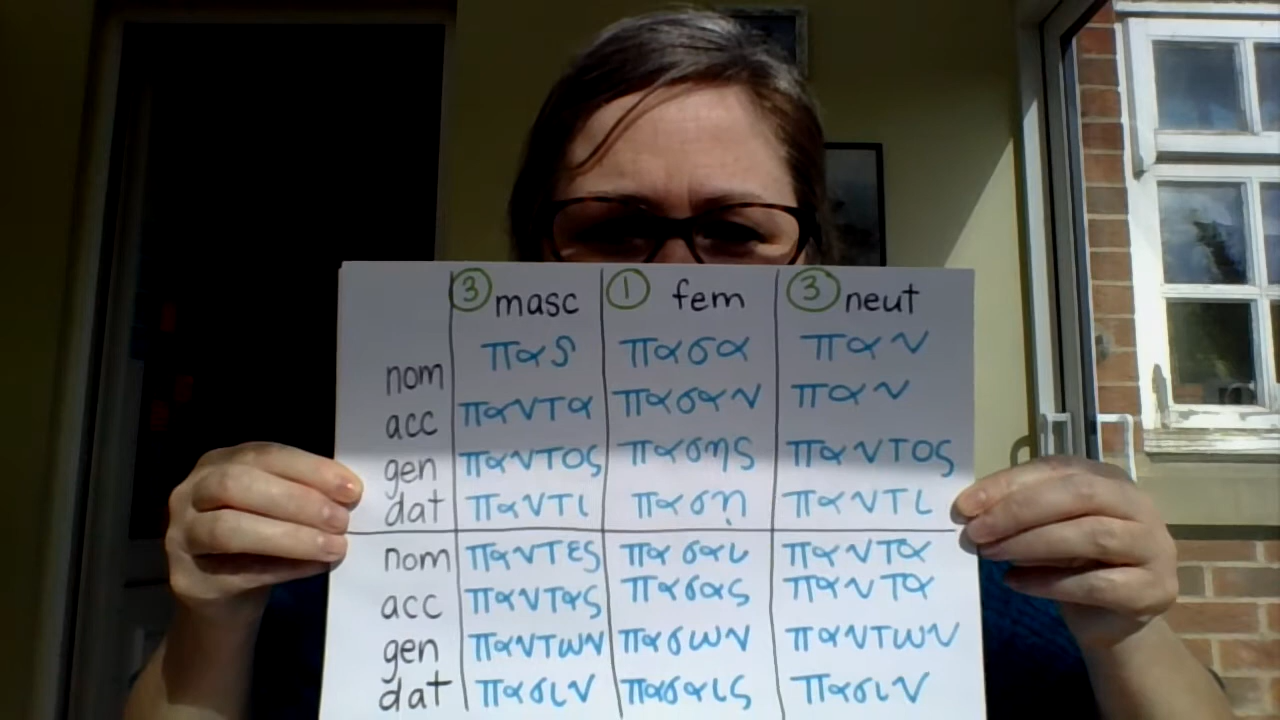 ③ masc ① fem ③ neut
nom πας πασα παν
acc παντα πασαν παν
gen παντος πασης παντος
dat παντι πασῃ παντι
nom παντες πασαι παντα
acc παντας πασας παντα
gen παντων πασων παντων
dat πασιν πασαις πασιν